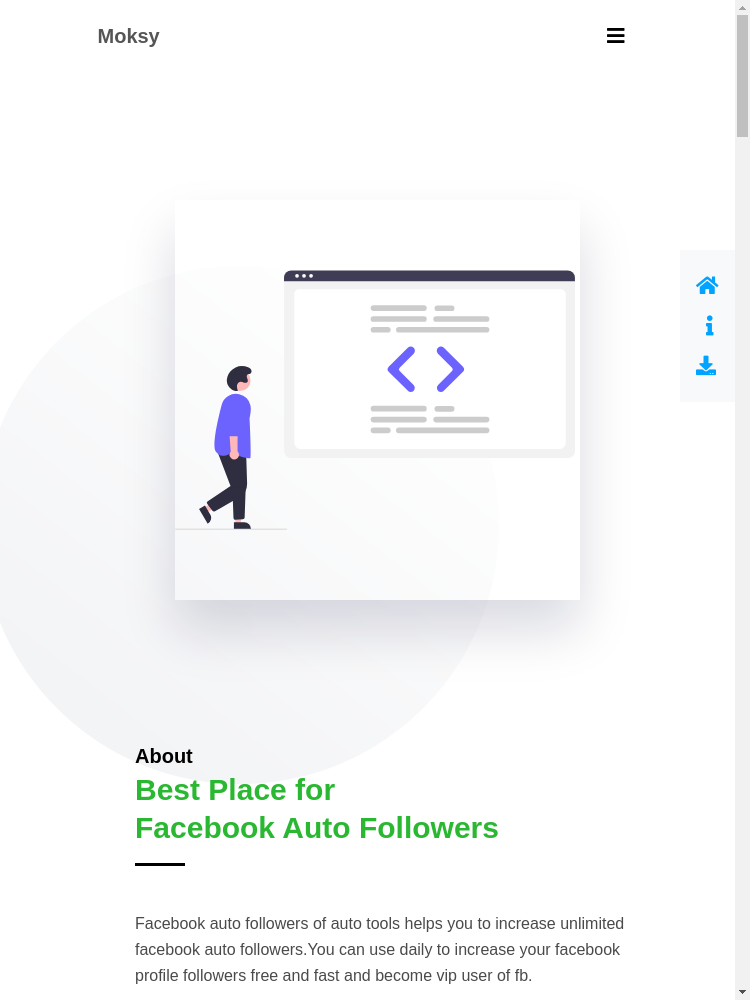 Moksy
About
Best Place for
Facebook Auto Followers
Facebook auto followers of auto tools helps you to increase unlimited
facebook auto followers.You can use daily to increase your facebook
profile followers free and fast and become vip user of fb.